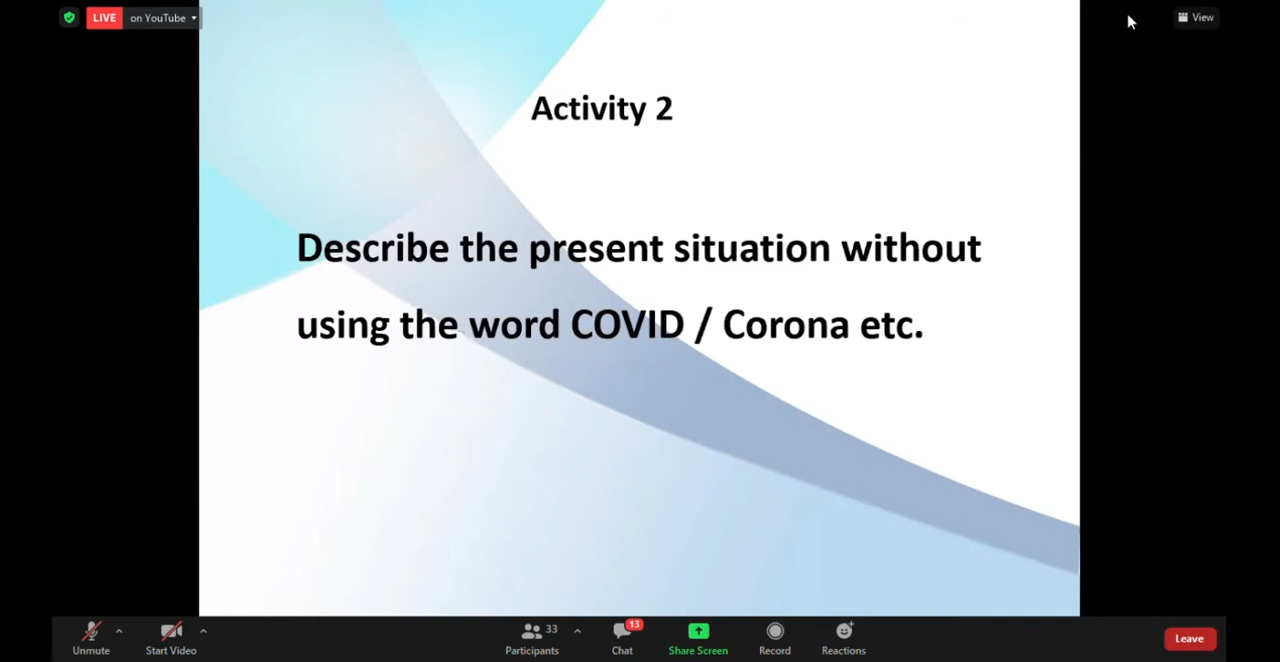 LIVE on YouTube
View
Activity 2
Describe the present situation without
using the word COVID / Corona etc.
33
13
Unmute Start Video Participants Chat Share Screen Record Reactions Leave